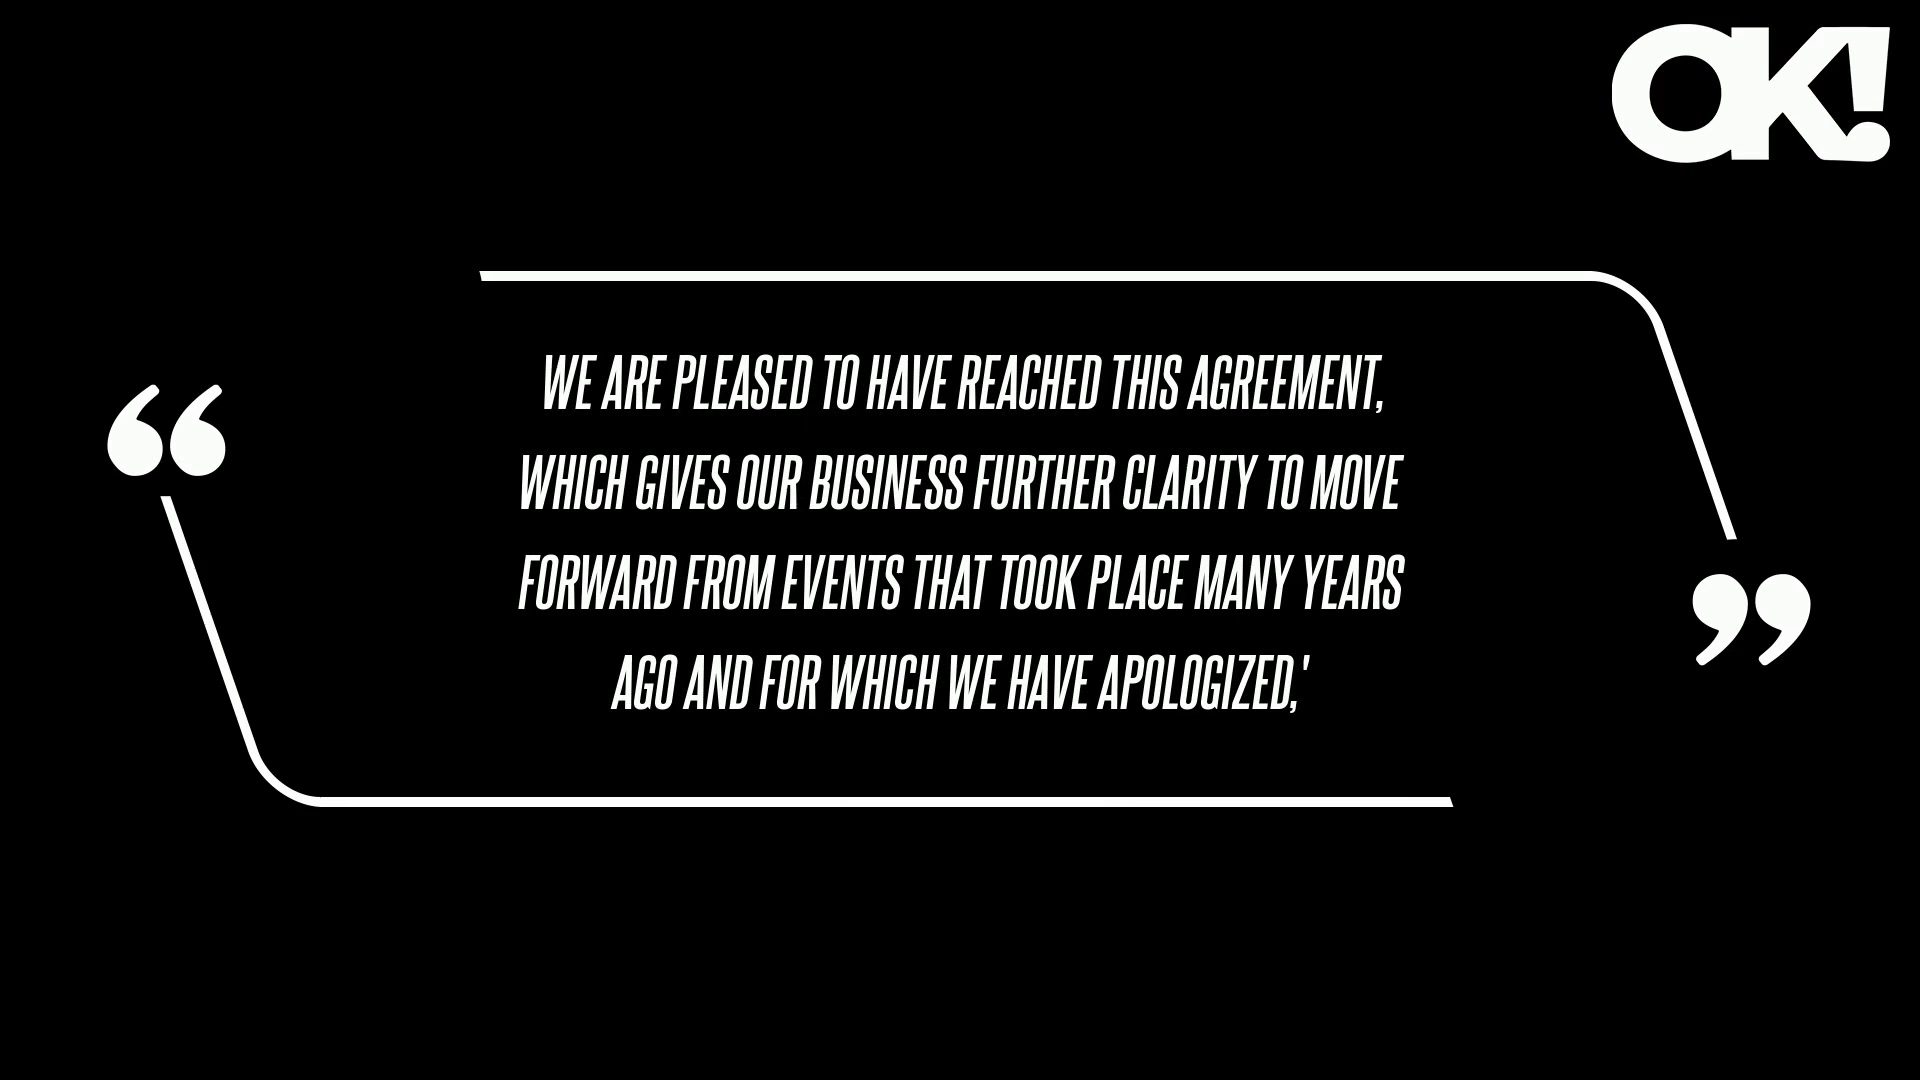 OK!
WE ARE PLEASED TO HAVE REACHED THIS AGREEMENT,
WHICH GIVES OUR BUSINESS FURTHER CLARITY TO MOVE
FORWARD FROM EVENTS THAT TOOK PLACE MANY YEARS
AGO AND FOR WHICH WE HAVE APOLOGIZED,'